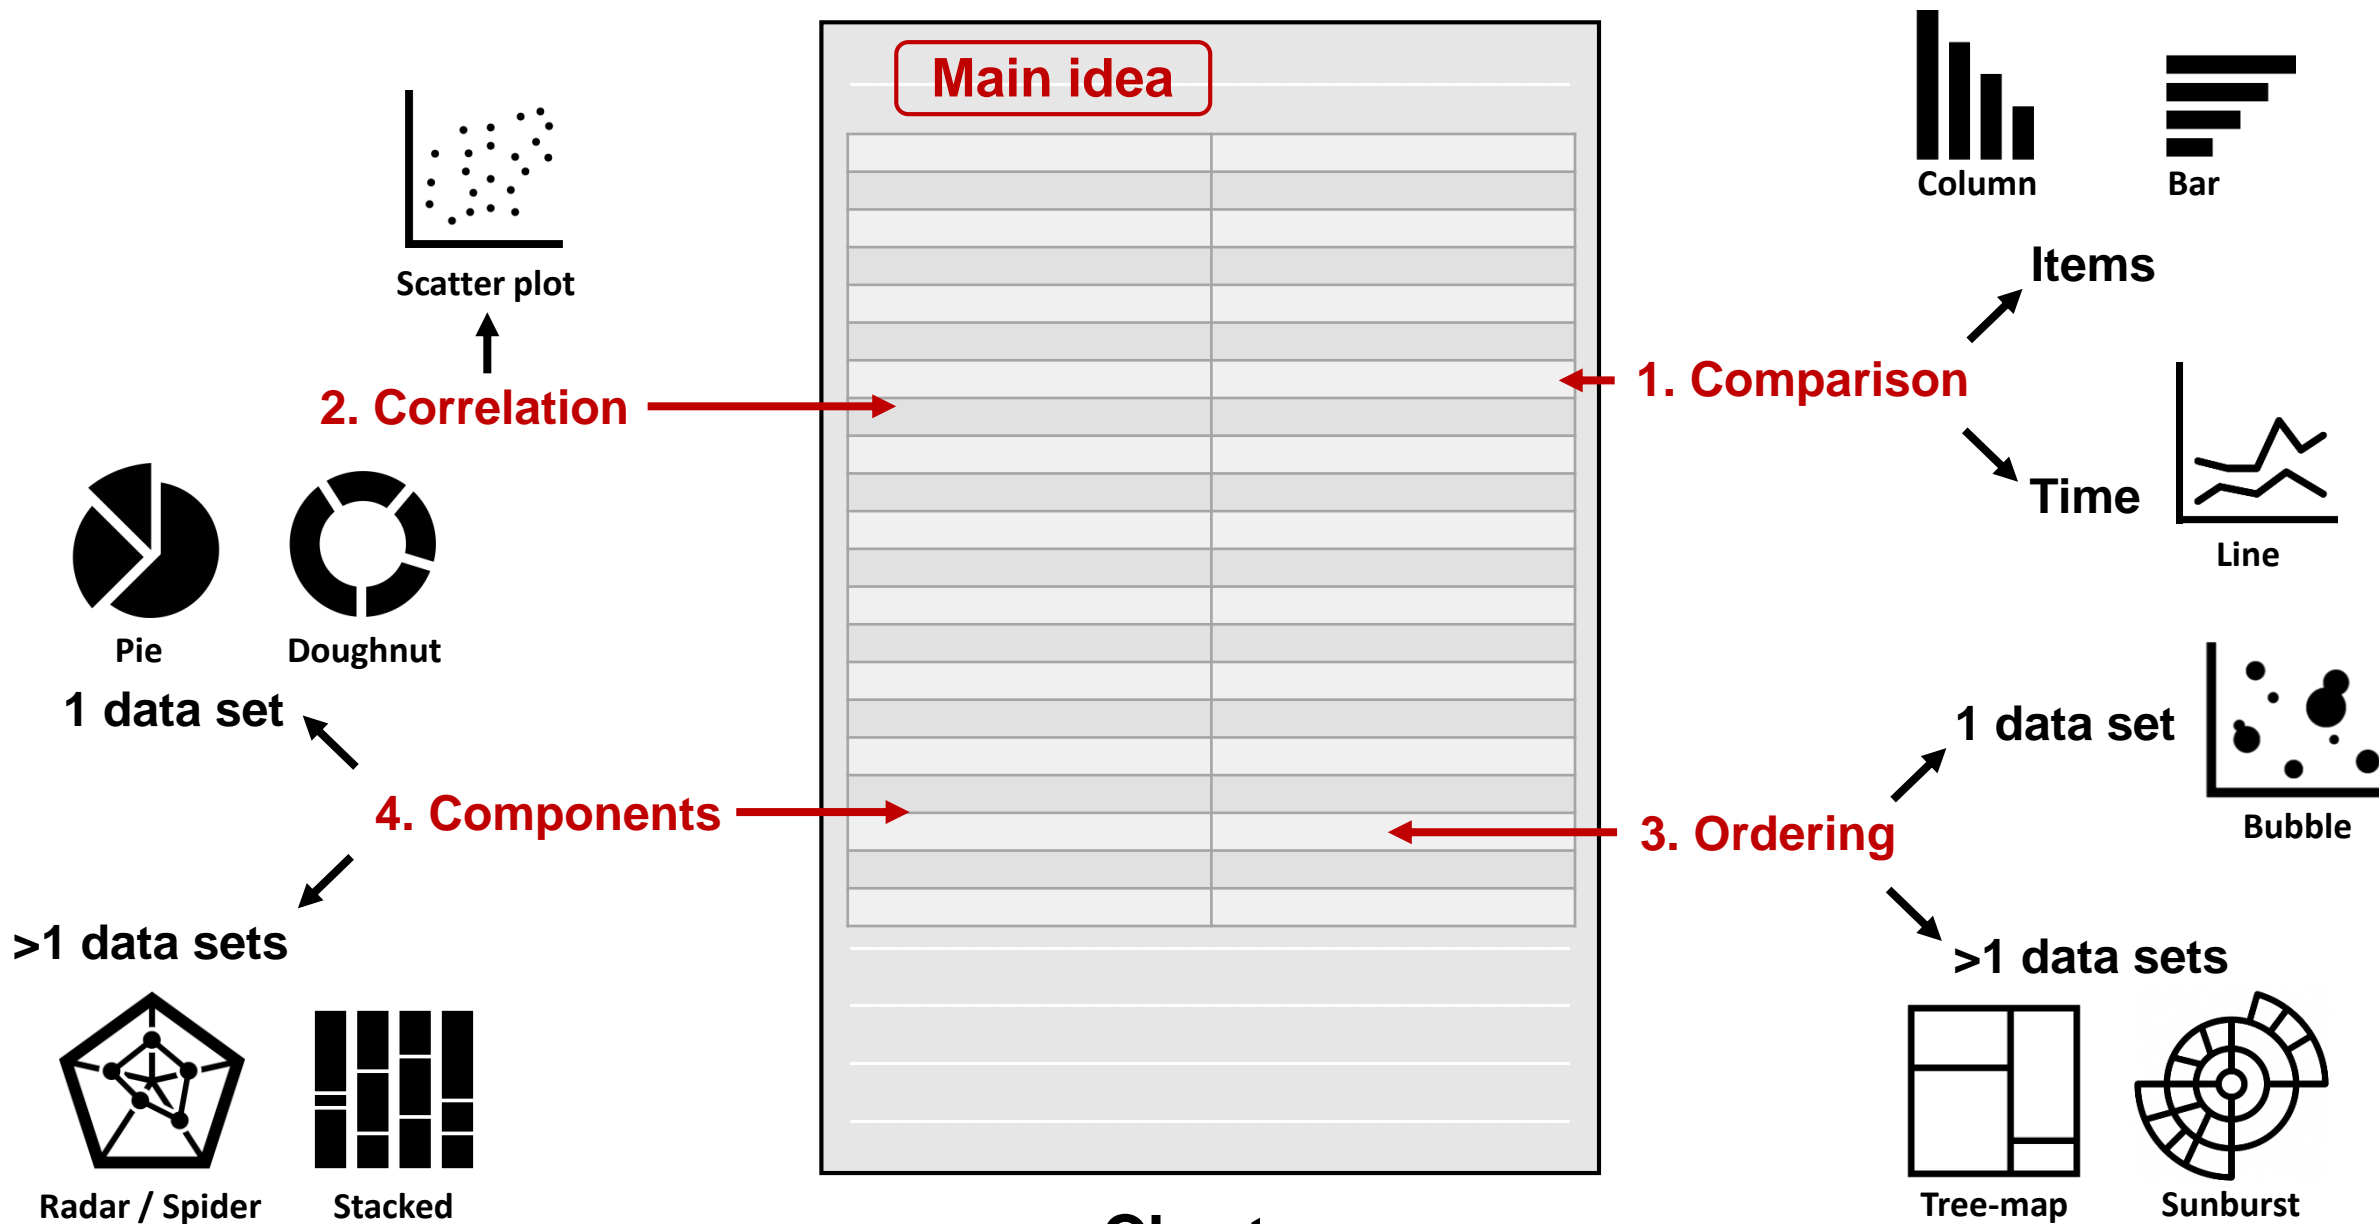 Main idea
Column
Bar
Items
1. Comparison
Time
Line
Scatter plot
2. Correlation
Pie
Doughnut
1 data set
4. Components
>1 data sets
Radar / Spider
Stacked
1 data set
Bubble
3. Ordering
>1 data sets
Tree-map
Sunburst